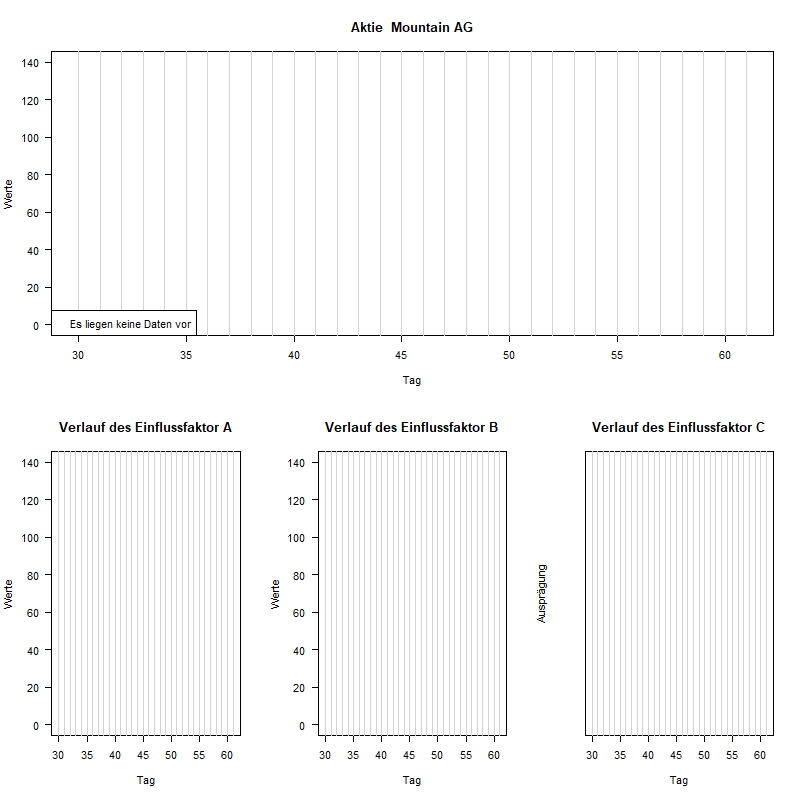 Aktie  Mountain AG
140
120
100
80
60
40
20
0
Werte
Es liegen keine Daten vor
30 35 40 45 50 55 60
Tag
Verlauf des Einflussfaktor A
140
120
100
80
60
40
20
0
Werte
30 35 40 45 50 55 60
Tag
Verlauf des Einflussfaktor B
140
120
100
80
60
40
20
0
Werte
30 35 40 45 50 55 60
Tag
Verlauf des Einflussfaktor C
Ausprägung
30 35 40 45 50 55 60
Tag